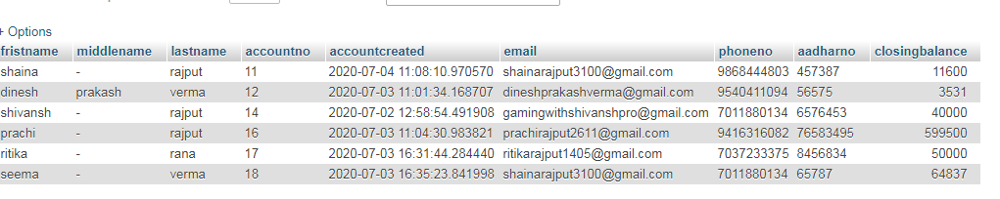 + Options
fristname middlename lastname accountno accountcreated email phoneno aadharno closingbalance
shaina - rajput 11 2020-07-04 11:08:10.970570 shainarajput3100@gmail.com 9868444803 457387 11600
dinesh prakash verma 12 2020-07-03 11:01:34.168707 dineshprakashverma@gmail.com 9540411094 56575 3531
shivansh - rajput 14 2020-07-02 12:58:54.491908 gamingwithshivanshpro@gmail.com 7011880134 6576453 40000
prachi - rajput 16 2020-07-03 11:04:30.983821 prachirajput2611@gmail.com 9416316082 76583495 599500
ritika - rana 17 2020-07-03 16:31:44.284440 ritikarajput1405@gmail.com 7037233375 8456834 50000
seema - verma 18 2020-07-03 16:35:23.841998 shainarajput3100@gmail.com 7011880134 65787 64837